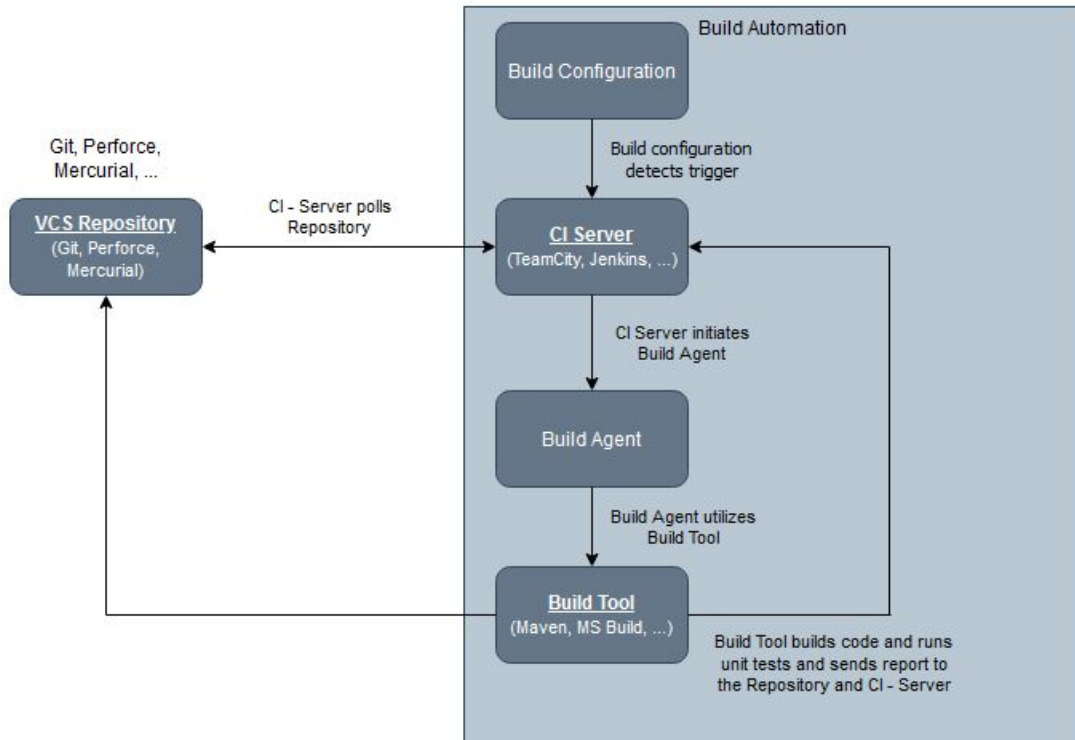 Build Automation
Build Configuration
Build configuration
detects trigger
Git, Perforce,
Mercurial, ...
VCS Repository
(Git, Perforce,
Mercurial)
CI - Server polls
Repository
CI Server
(TeamCity, Jenkins, ...)
CI Server initiates
Build Agent
Build Agent
Build Agent utilizes
Build Tool
Build Tool
(Maven, MS Build, ...)
Build Tool builds code and runs
unit tests and sends report to
the Repository and CI - Server